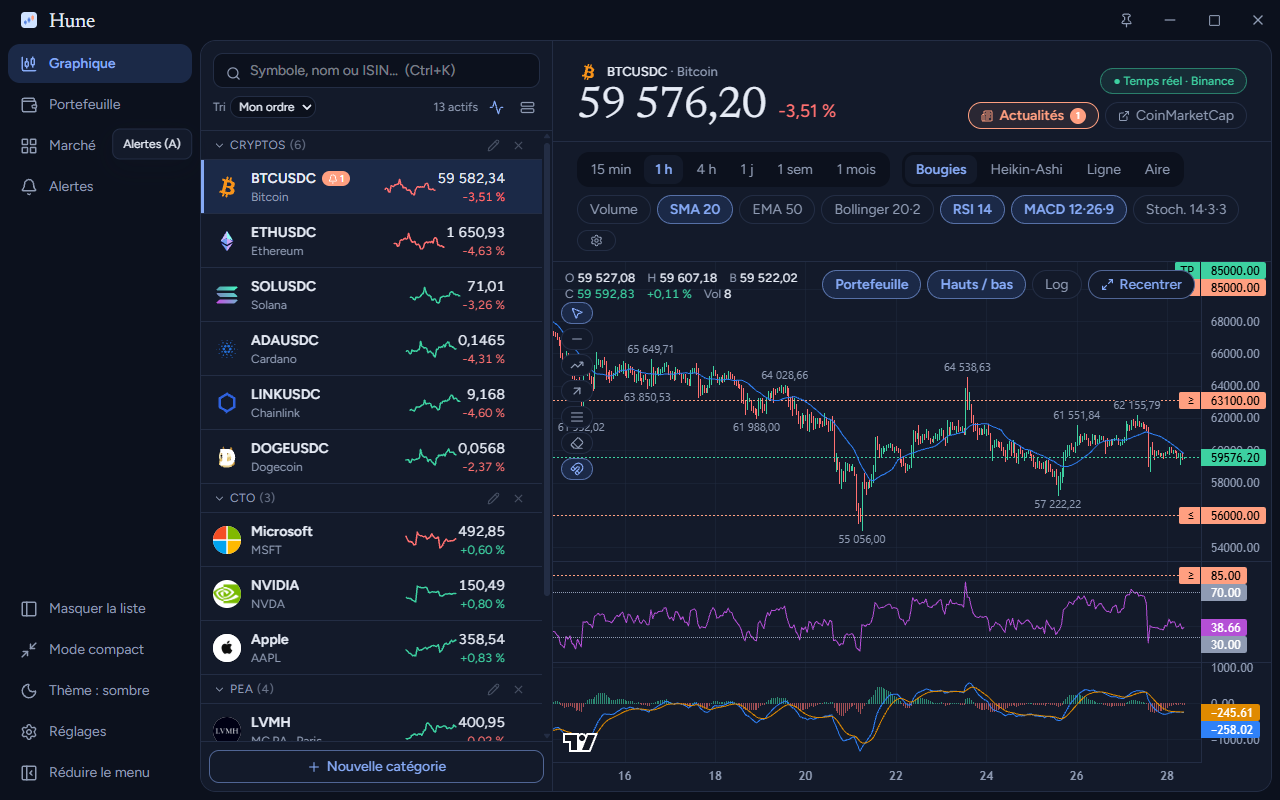 Hune
Graphique
Portefeuille
Marché
Alertes (A)
Alertes
Masquer la liste
Mode compact
Thème : sombre
Réglages
Réduire le menu
Symbole, nom ou ISIN… (Ctrl+K)
Tri Mon ordre 13 actifs
CRYPTOS (6)
BTCUSDC 1 59 582,34
Bitcoin -3,51 %
ETHUSDC 1 650,93
Ethereum -4,63 %
SOLUSDC 71,01
Solana -3,26 %
ADAUSDC 0,1465
Cardano -4,31 %
LINKUSDC 9,168
Chainlink -4,60 %
DOGEUSDC 0,0568
Dogecoin -2,37 %
CTO (3)
Microsoft 492,85
MSFT +0,60 %
NVIDIA 150,49
NVDA +0,80 %
Apple 358,54
AAPL +0,83 %
PEA (4)
LVMH LVMH 400,95
Nouvelle catégorie
BTCUSDC · Bitcoin
59 576,20 -3,51 %
Temps réel · Binance
Actualités 1 CoinMarketCap
15 min 1 h 4 h 1 j 1 sem 1 mois Bougies Heikin-Ashi Ligne Aire
Volume SMA 20 EMA 50 Bollinger 20·2 RSI 14 MACD 12·26·9 Stoch. 14·3·3
O 59 527,08 H 59 607,18 B 59 522,02
C 59 592,83 +0,11 % Vol 8
Portefeuille Hauts / bas Log Recentrer
85000.00
85000.00
68000.00
66000.00
64000.00
≥ 63100.00
62000.00
59576.20
58000.00
≤ 56000.00
54000.00
65 649,71
63 850,53
64 028,66
61 988,00
64 538,63
61 551,84
62 155,79
57 222,22
55 056,00
≥ 85.00
70.00
38.66
30.00
1000.00
−245.61
−258.02
−1000.00
16 18 20 22 24 26 28